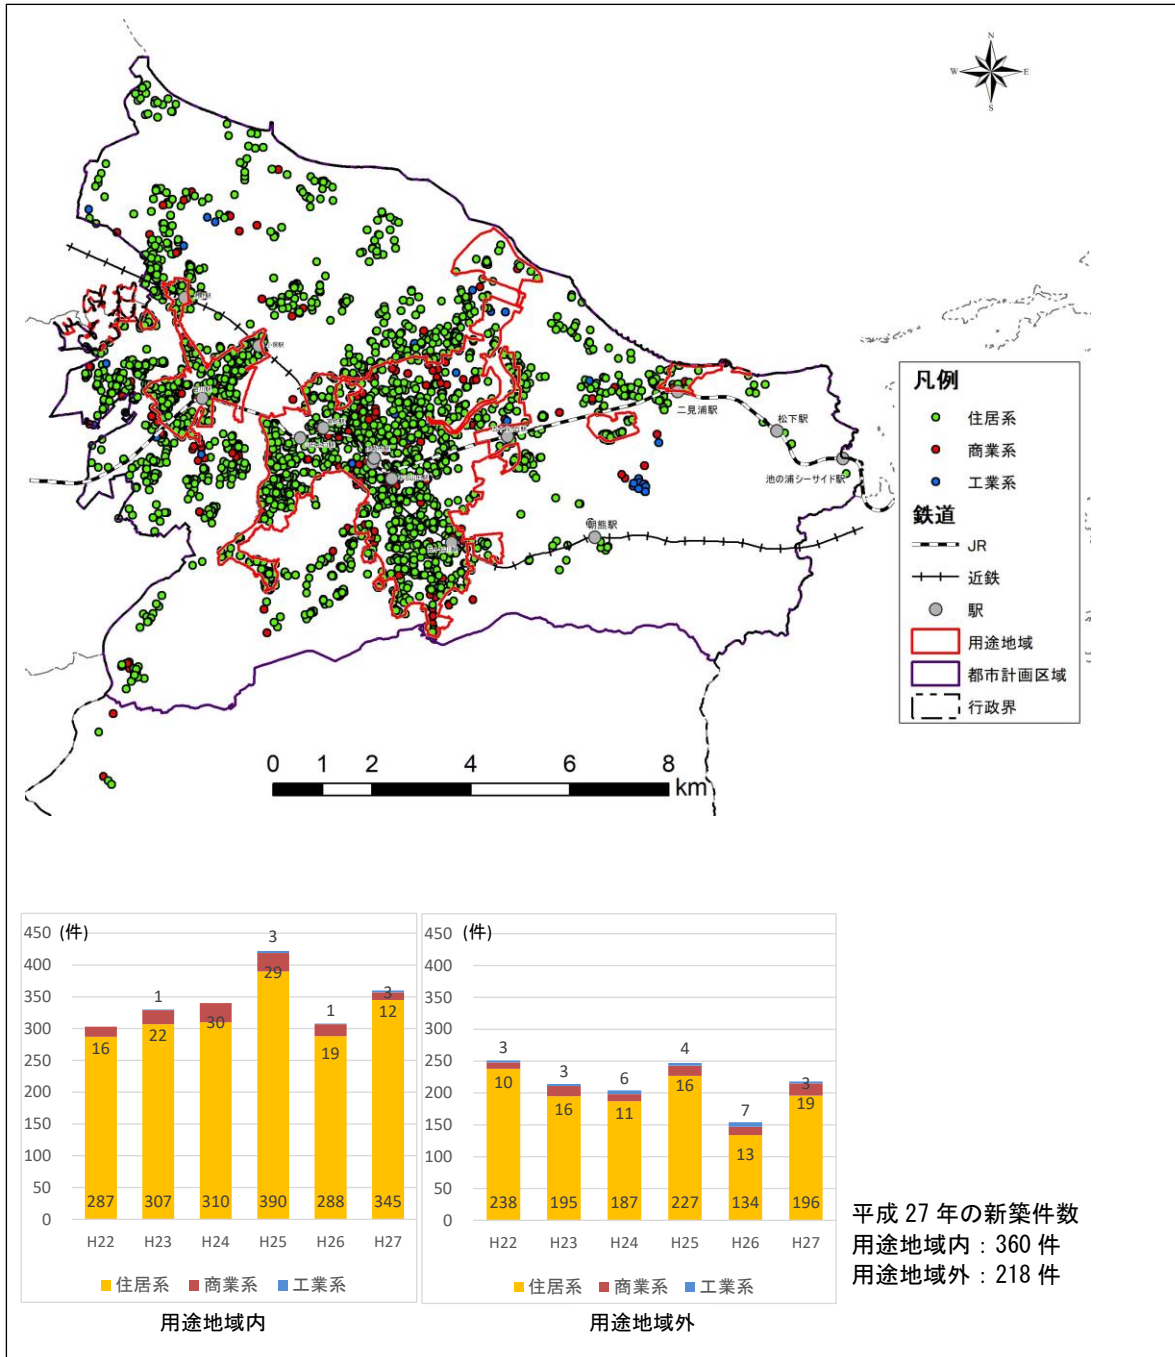 N
W
E
S
凡例
住居系
商業系
工業系
鉄道
JR
近鉄
駅
用途地域
都市計画区域
行政界
二見浦駅
松下駅
池の浦シーサイド駅
朝熊駅
0 1 2 4 6 8
km
(件)
450
400
350
300
250
200
150
100
50
0
16
287
1
22
307
30
310
3
29
390
1
19
288
3
12
345
H22 H23 H24 H25 H26 H27
住居系 商業系 工業系
用途地域内
(件)
450
400
350
300
250
200
150
100
50
0
3
10
238
3
16
195
6
11
187
4
16
227
7
13
134
3
19
196
H22 H23 H24 H25 H26 H27
住居系 商業系 工業系
用途地域外
平成 27 年の新築件数
用途地域内：360 件
用途地域外：218 件